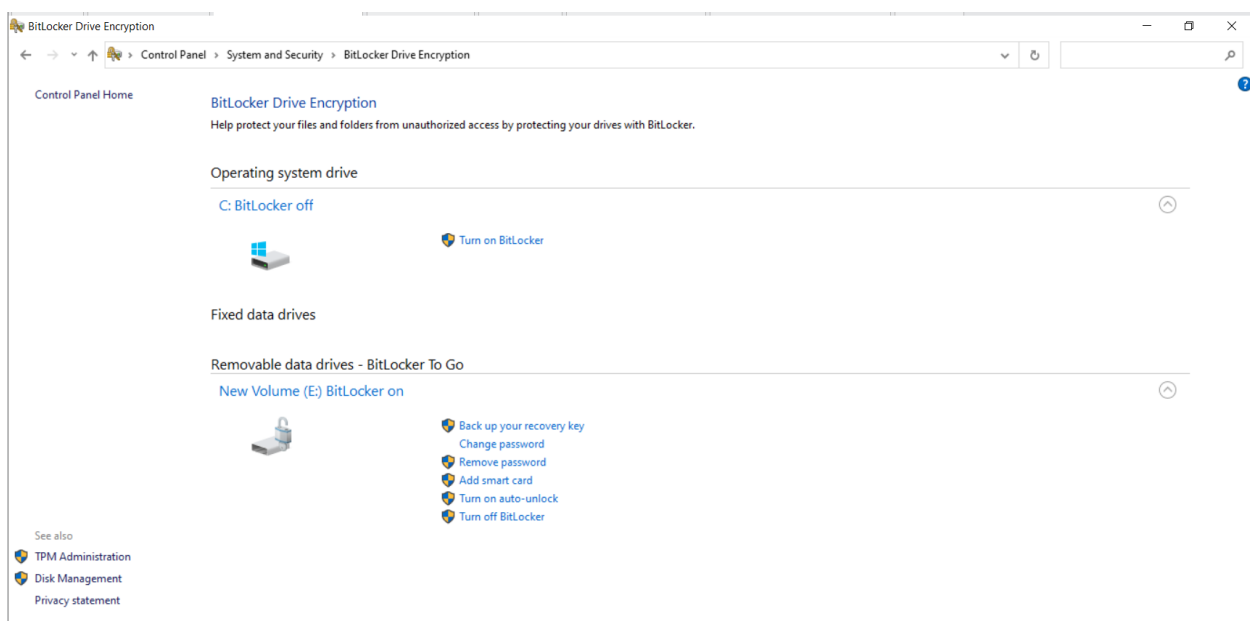 BitLocker Drive Encryption
Control Panel > System and Security > BitLocker Drive Encryption
Control Panel Home
BitLocker Drive Encryption
Help protect your files and folders from unauthorized access by protecting your drives with BitLocker.
Operating system drive
C: BitLocker off
Turn on BitLocker
Fixed data drives
Removable data drives - BitLocker To Go
New Volume (E:) BitLocker on
Back up your recovery key
Change password
Remove password
Add smart card
Turn on auto-unlock
Turn off BitLocker
See also
TPM Administration
Disk Management
Privacy statement